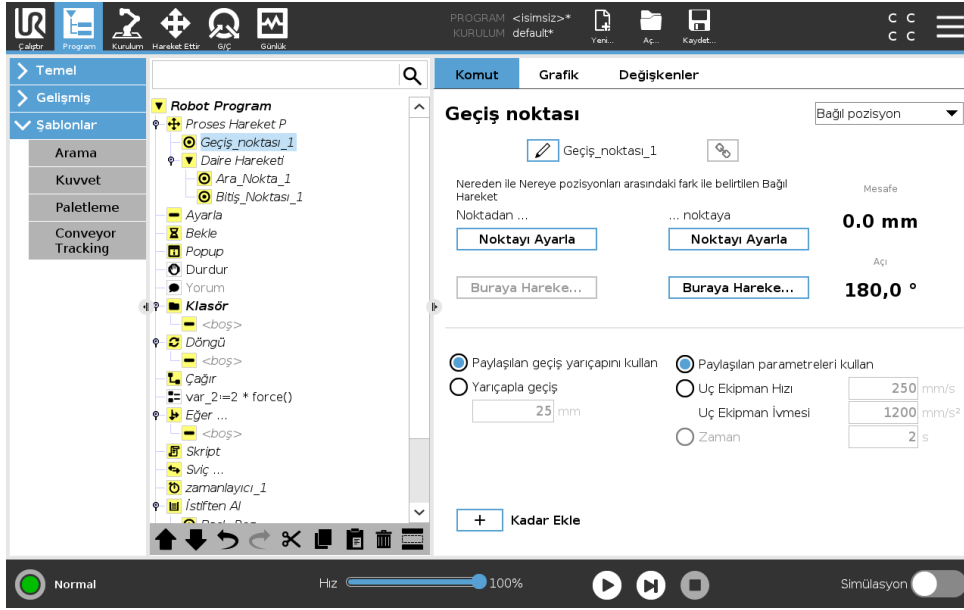 PROGRAM <isimsiz>*
KURULUM default*
Çalıştır
Program
Kurulum
Hareket Ettir
G/Ç
Günlük
Yeni...
Aç...
Kaydet...
C C
C C
Temel
Gelişmiş
Şablonlar
Arama
Kuvvet
Paletleme
Conveyor
Tracking
Robot Program
Proses Hareket P
Geçiş_noktası_1
Daire Hareketi
Ara_Nokta_1
Bitiş_Noktası_1
Ayarla
Bekle
Popup
Durdur
Yorum
Klasör
<boş>
Döngü
<boş>
Çağır
var_2≔2 * force()
Eğer ...
<boş>
Skript
Sviç ...
zamanlayıcı_1
İstiften Al
Komut
Grafik
Değişkenler
Geçiş noktası
Bağıl pozisyon
Geçiş_noktası_1
Nereden ile Nereye pozisyonları arasındaki fark ile belirtilen Bağıl
Hareket
Noktadan ...
... noktaya
Noktayı Ayarla
Noktayı Ayarla
Buraya Hareke...
Buraya Hareke...
Mesafe
0.0 mm
Açı
180,0 °
Paylaşılan geçiş yarıçapını kullan
Yarıçapla geçiş
25 mm
Paylaşılan parametreleri kullan
Uç Ekipman Hızı
250 mm/s
Uç Ekipman İvmesi
1200 mm/s²
Zaman
2 s
+ Kadar Ekle
Normal
Hız
100%
Simülasyon